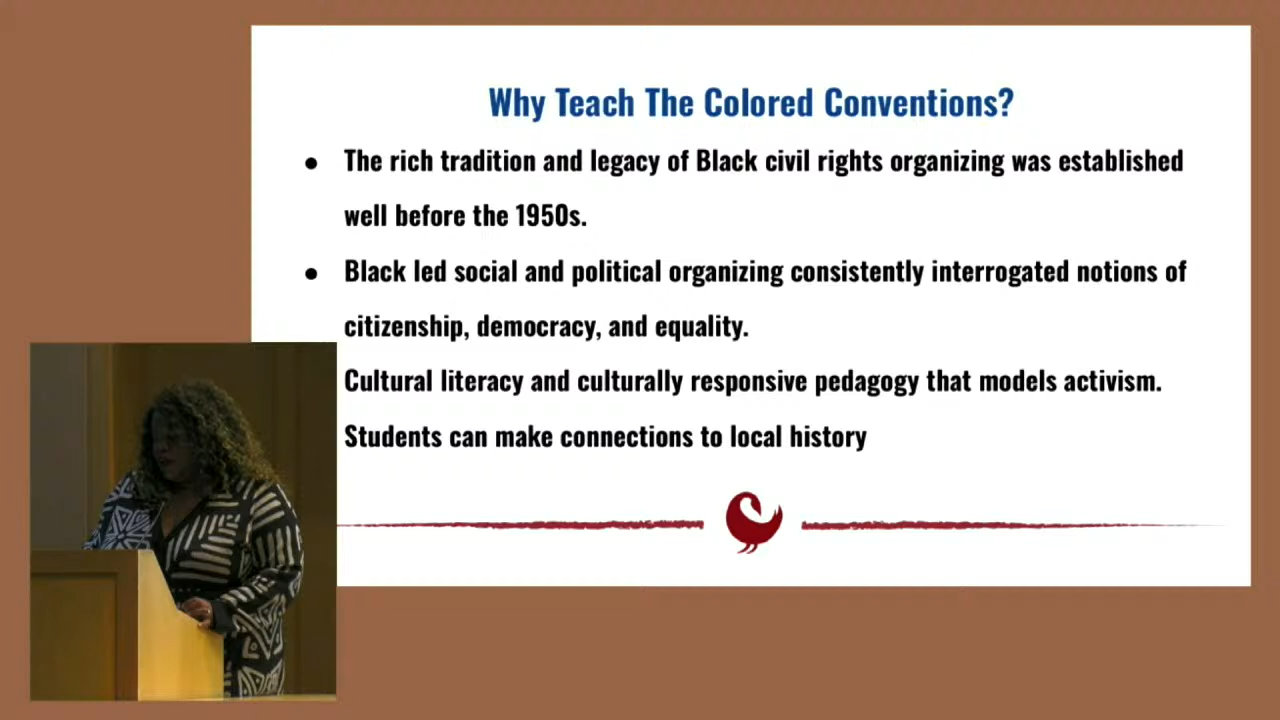 Why Teach The Colored Conventions?
● The rich tradition and legacy of Black civil rights organizing was established
well before the 1950s.
● Black led social and political organizing consistently interrogated notions of
citizenship, democracy, and equality.
Cultural literacy and culturally responsive pedagogy that models activism.
Students can make connections to local history